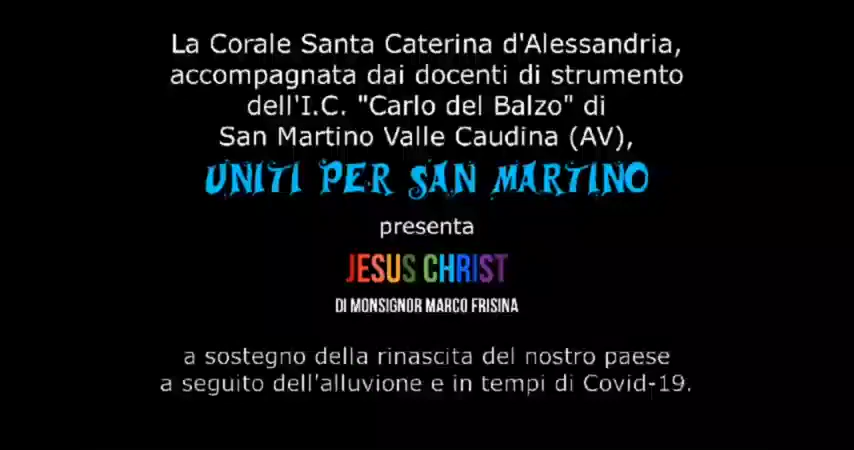 La Corale Santa Caterina d'Alessandria,
accompagnata dai docenti di strumento
dell'I.C. "Carlo del Balzo" di
San Martino Valle Caudina (AV),
UNITI PER SAN MARTINO
presenta
JESUS CHRIST
DI MONSIGNOR MARCO FRISINA
a sostegno della rinascita del nostro paese
a seguito dell'alluvione e in tempi di Covid-19.